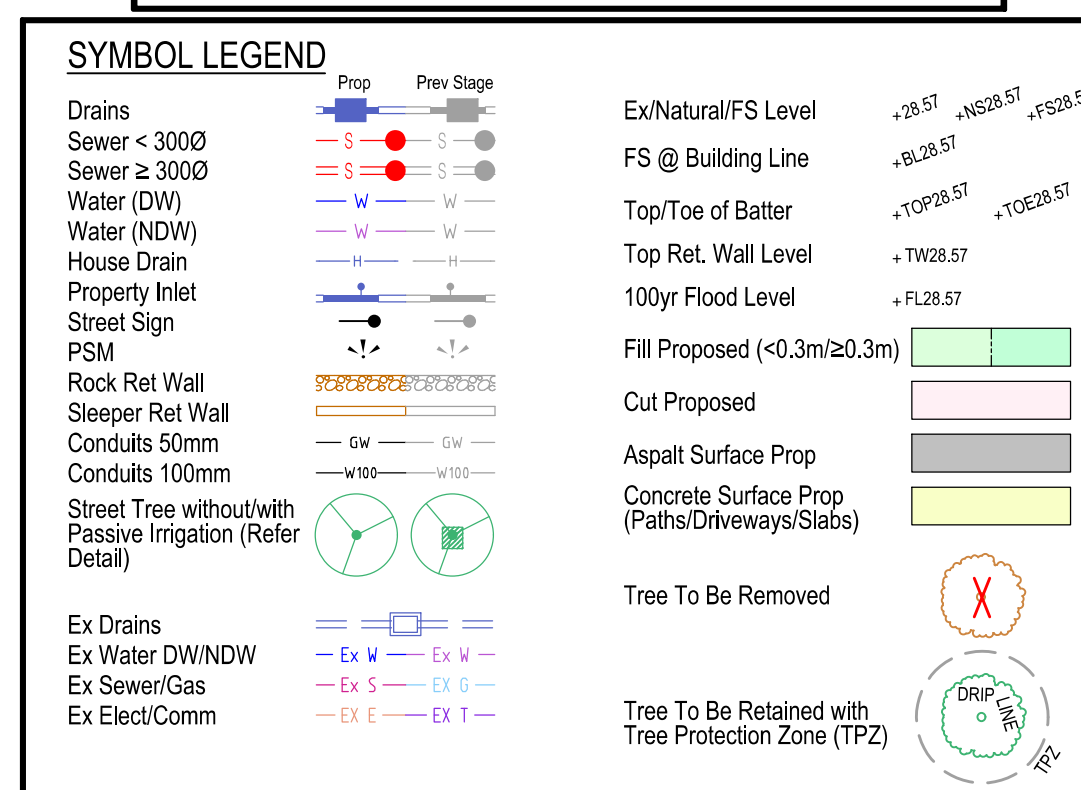 SYMBOL LEGEND
Prop Prev Stage
Drains
Sewer < 300Ø S S
Sewer ≥ 300Ø S S
Water (DW) W W
Water (NDW) W W
House Drain H H
Property Inlet
Street Sign
PSM
Rock Ret Wall
Sleeper Ret Wall
Conduits 50mm GW GW
Conduits 100mm W100 W100
Street Tree without/with
Passive Irrigation (Refer
Detail)
Ex Drains
Ex Water DW/NDW Ex W Ex W
Ex Sewer/Gas Ex S EX G
Ex Elect/Comm EX E EX T
Ex/Natural/FS Level +28.57 +NS28.57 +FS28.5
FS @ Building Line +BL28.57
Top/Toe of Batter +TOP28.57 +TOE28.57
Top Ret. Wall Level + TW28.57
100yr Flood Level + FL28.57
Fill Proposed (<0.3m/≥0.3m)
Cut Proposed
Aspalt Surface Prop
Concrete Surface Prop
(Paths/Driveways/Slabs)
Tree To Be Removed
Tree To Be Retained with
Tree Protection Zone (TPZ)
DRIP LINE
TPZ